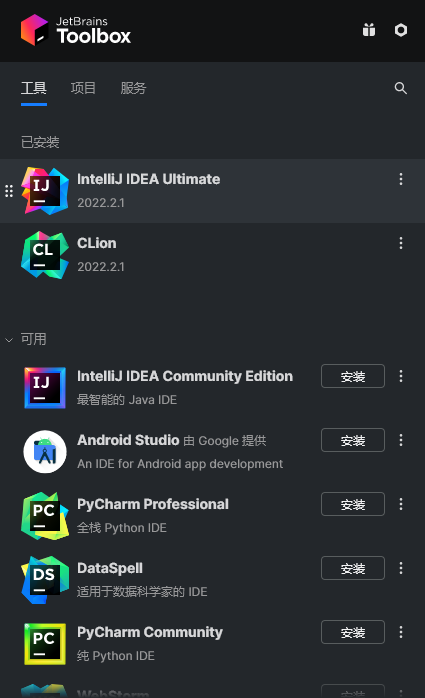 JetBrains
Toolbox
工具 项目 服务
已安装
IJ
IntelliJ IDEA Ultimate
2022.2.1
CL
CLion
2022.2.1
可用
IJ
IntelliJ IDEA Community Edition
安装
最智能的 Java IDE
Android Studio 由 Google 提供
安装
An IDE for Android app development
PC
PyCharm Professional
安装
全栈 Python IDE
DS
DataSpell
安装
适用于数据科学家的 IDE
PC
PyCharm Community
安装
纯 Python IDE
WebStorm